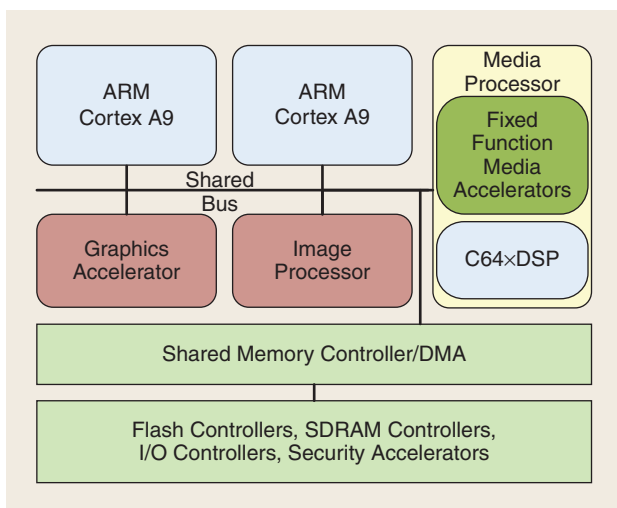 ARM
Cortex A9
ARM
Cortex A9
Media
Processor
Fixed
Function
Media
Accelerators
Shared
Bus
Graphics
Accelerator
Image
Processor
C64×DSP
Shared Memory Controller/DMA
Flash Controllers, SDRAM Controllers,
I/O Controllers, Security Accelerators